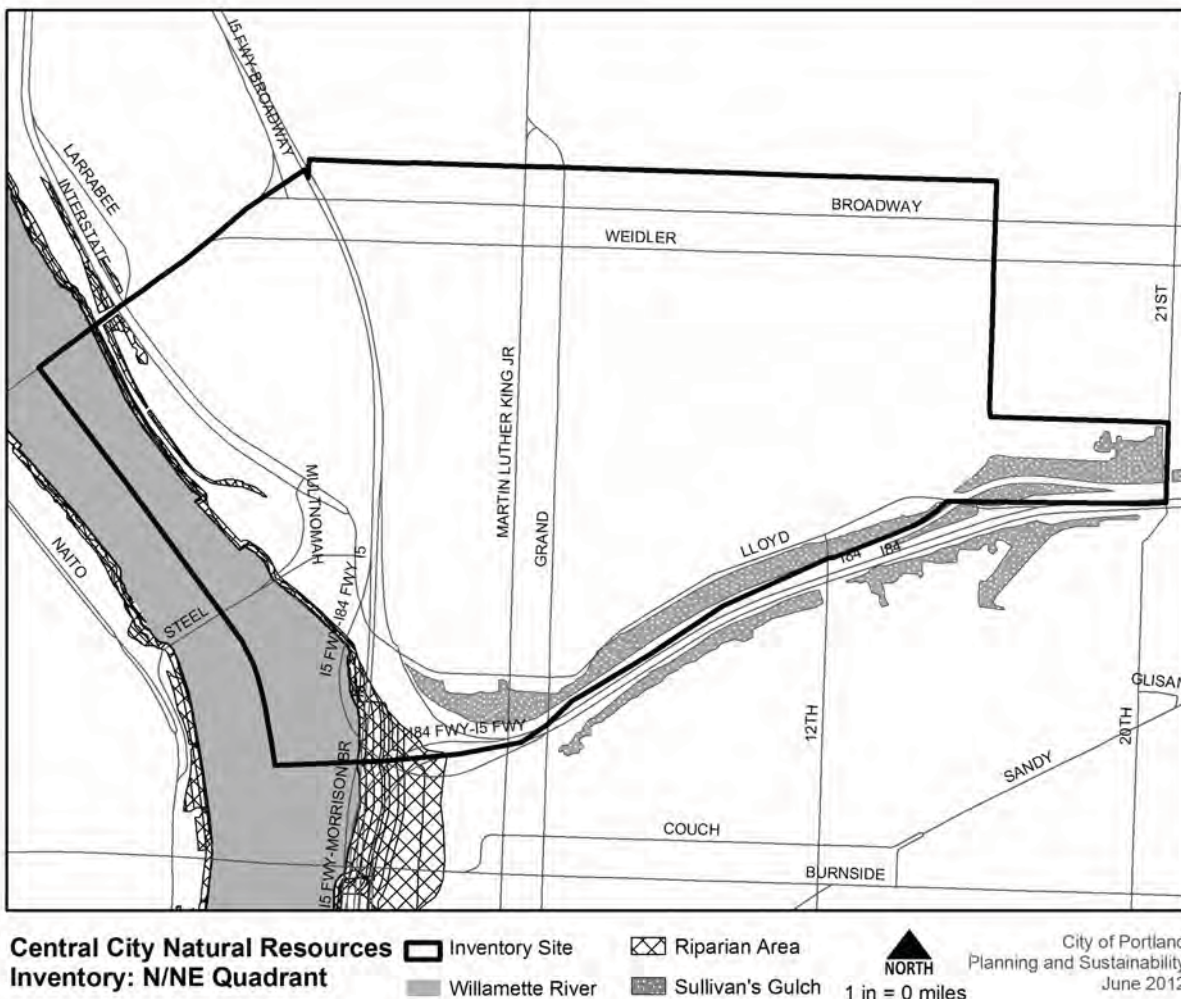 I5 FWY-BROADWAY
LARRABEE
INTERSTATE
BROADWAY
WEIDLER
21ST
MARTIN LUTHER KING JR
GRAND
MULTNOMAH
NAITO
STEEL
LLOYD
I84
I84
I5 FWY-I84 FWY
I5
I84 FWY-I5 FWY
12TH
20TH
GLISAN
SANDY
I5 FWY-MORRISON BR
COUCH
BURNSIDE
Central City Natural Resources
Inventory: N/NE Quadrant
Inventory Site
Willamette River
Riparian Area
Sullivan's Gulch
NORTH
1 in = 0 miles
City of Portland
Planning and Sustainability
June 2012